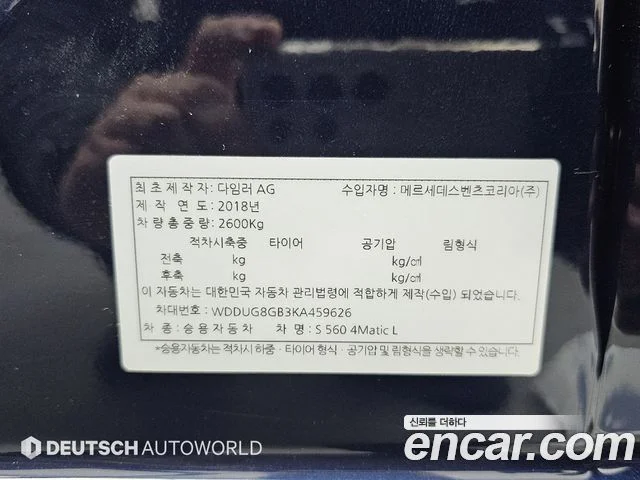 최초제작자: 다임러 AG 수입자명 : 메르세데스벤츠코리아(주)
제 작 연 도: 2018년
차 량 총 중 량: 2600Kg
적차시축중 타이어 공기압 림형식
전축 kg kg/㎠
후축 kg kg/㎠
이 자동차는 대한민국 자동차 관리법령에 적합하게 제작(수입) 되었습니다.
차대번호: WDDUG8GB3KA459626
차 종: 승용자동차 차 명: S 560 4Matic L
*승용자동차는 적차시 하중 · 타이어 형식 · 공기압 및 림형식을 생략할 수 있습니다.
신뢰를 더하다
DEUTSCH AUTOWORLD
encar.com